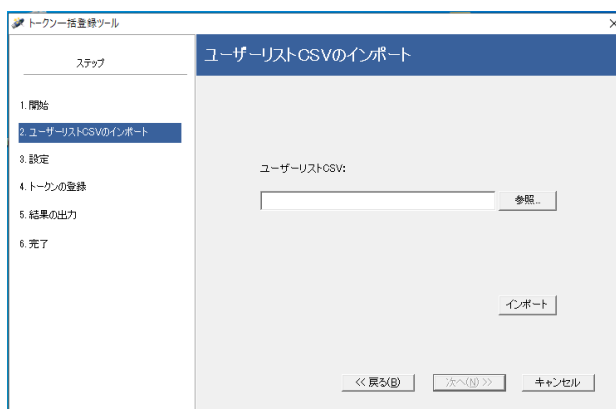 トークン一括登録ツール
ステップ
ユーザーリストCSVのインポート
1. 開始
2. ユーザーリストCSVのインポート
3. 設定
4. トークンの登録
5. 結果の出力
6. 完了
ユーザーリストCSV:
参照...
インポート
<< 戻る(B)
次へ(N) >>
キャンセル